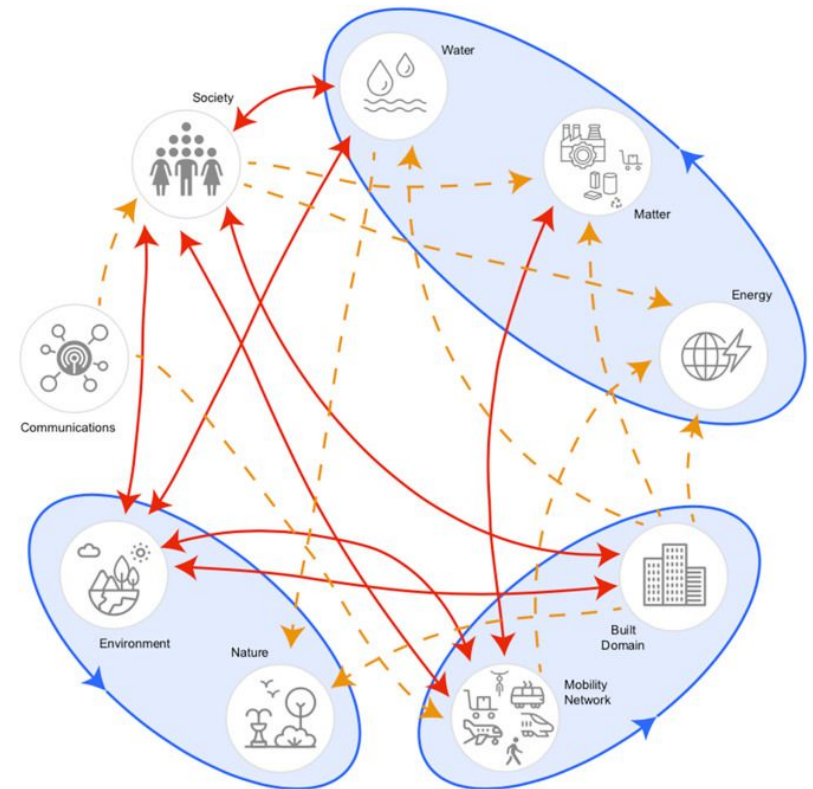 Water
Society
Matter
Energy
Communications
Environment
Nature
Built
Domain
Mobility
Network